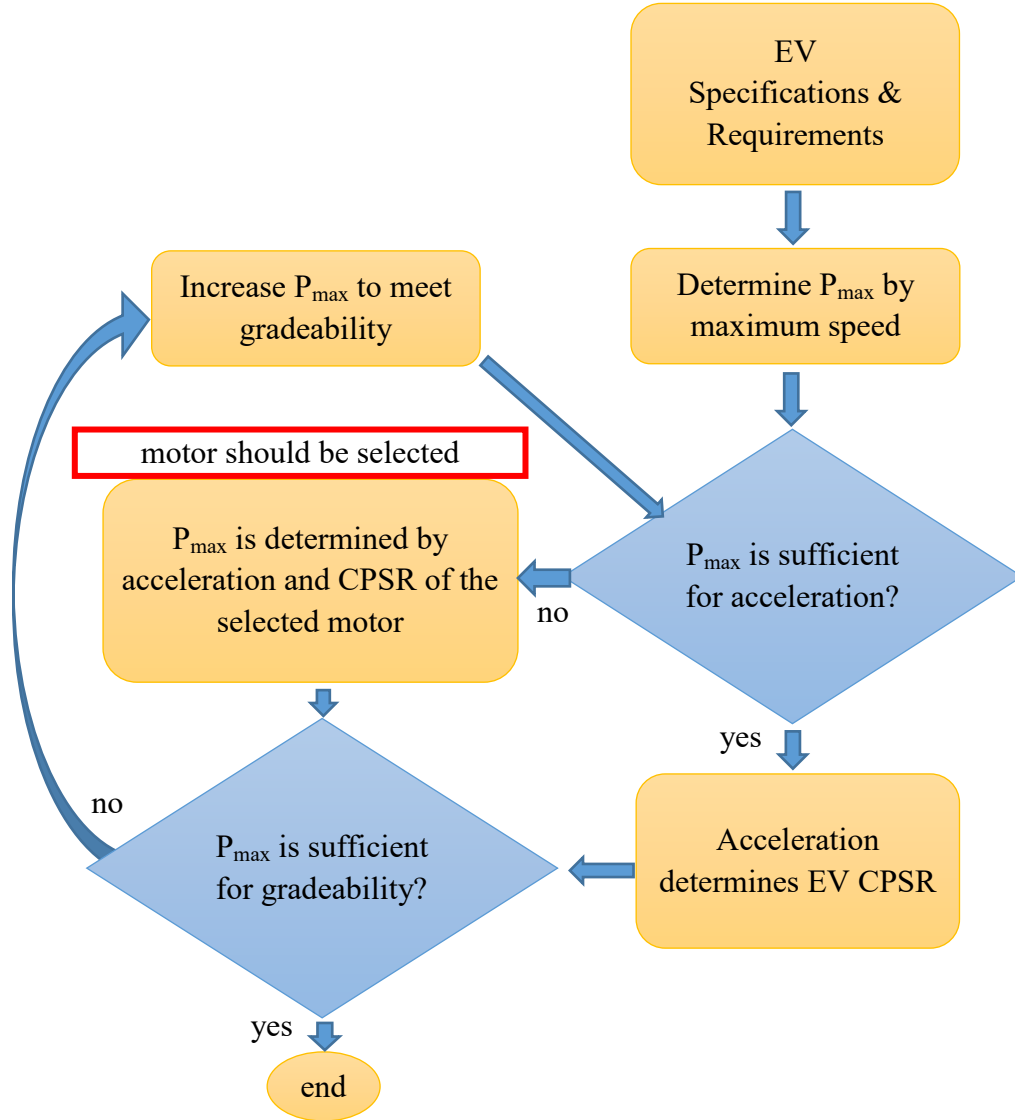 EV
Specifications &
Requirements
Increase Pmax to meet
gradeability
Determine Pmax by
maximum speed
motor should be selected
Pmax is determined by
acceleration and CPSR of the
selected motor
Pmax is sufficient
for acceleration?
no
yes
Acceleration
determines EV CPSR
no
Pmax is sufficient
for gradeability?
yes
end